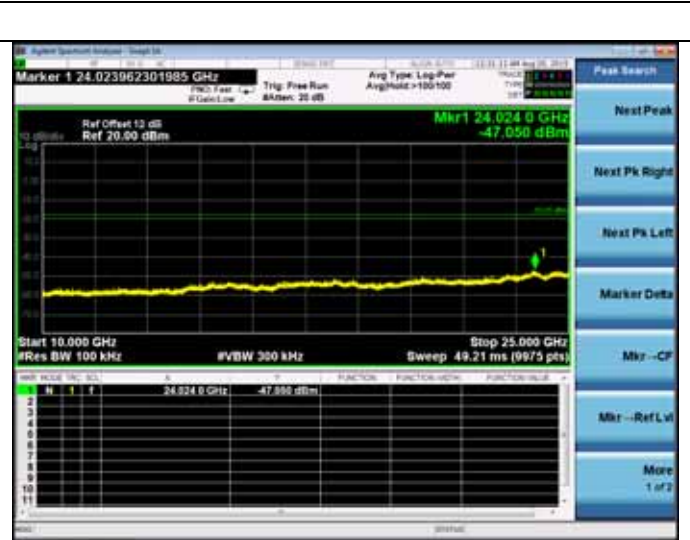 Agilent Spectrum Analyzer - Swept SA
Marker 1 24.023962301985 GHz
PNO: Fast
IFGain:Low
Trig: Free Run
#Atten: 20 dB
Avg Type: Log-Pwr
Avg|Hold:>100/100
Peak Search
Next Peak
Next Pk Right
Next Pk Left
Marker Delta
Mkr→CF
Mkr→Ref Lvl
More
1 of 2
Ref Offset 13 dB
10 dB/div Ref 20.00 dBm
Log
Mkr1 24.024 0 GHz
-47.050 dBm
1
Start 10.000 GHz
#Res BW 100 kHz
#VBW 300 kHz
Stop 25.000 GHz
Sweep 49.21 ms (9975 pts)
MKR MODE TRC SCL X Y FUNCTION FUNCTION WIDTH FUNCTION VALUE
1 N 1 f 24.024 0 GHz -47.050 dBm
2
3
4
5
6
7
8
9
10
11
MSG
STATUS